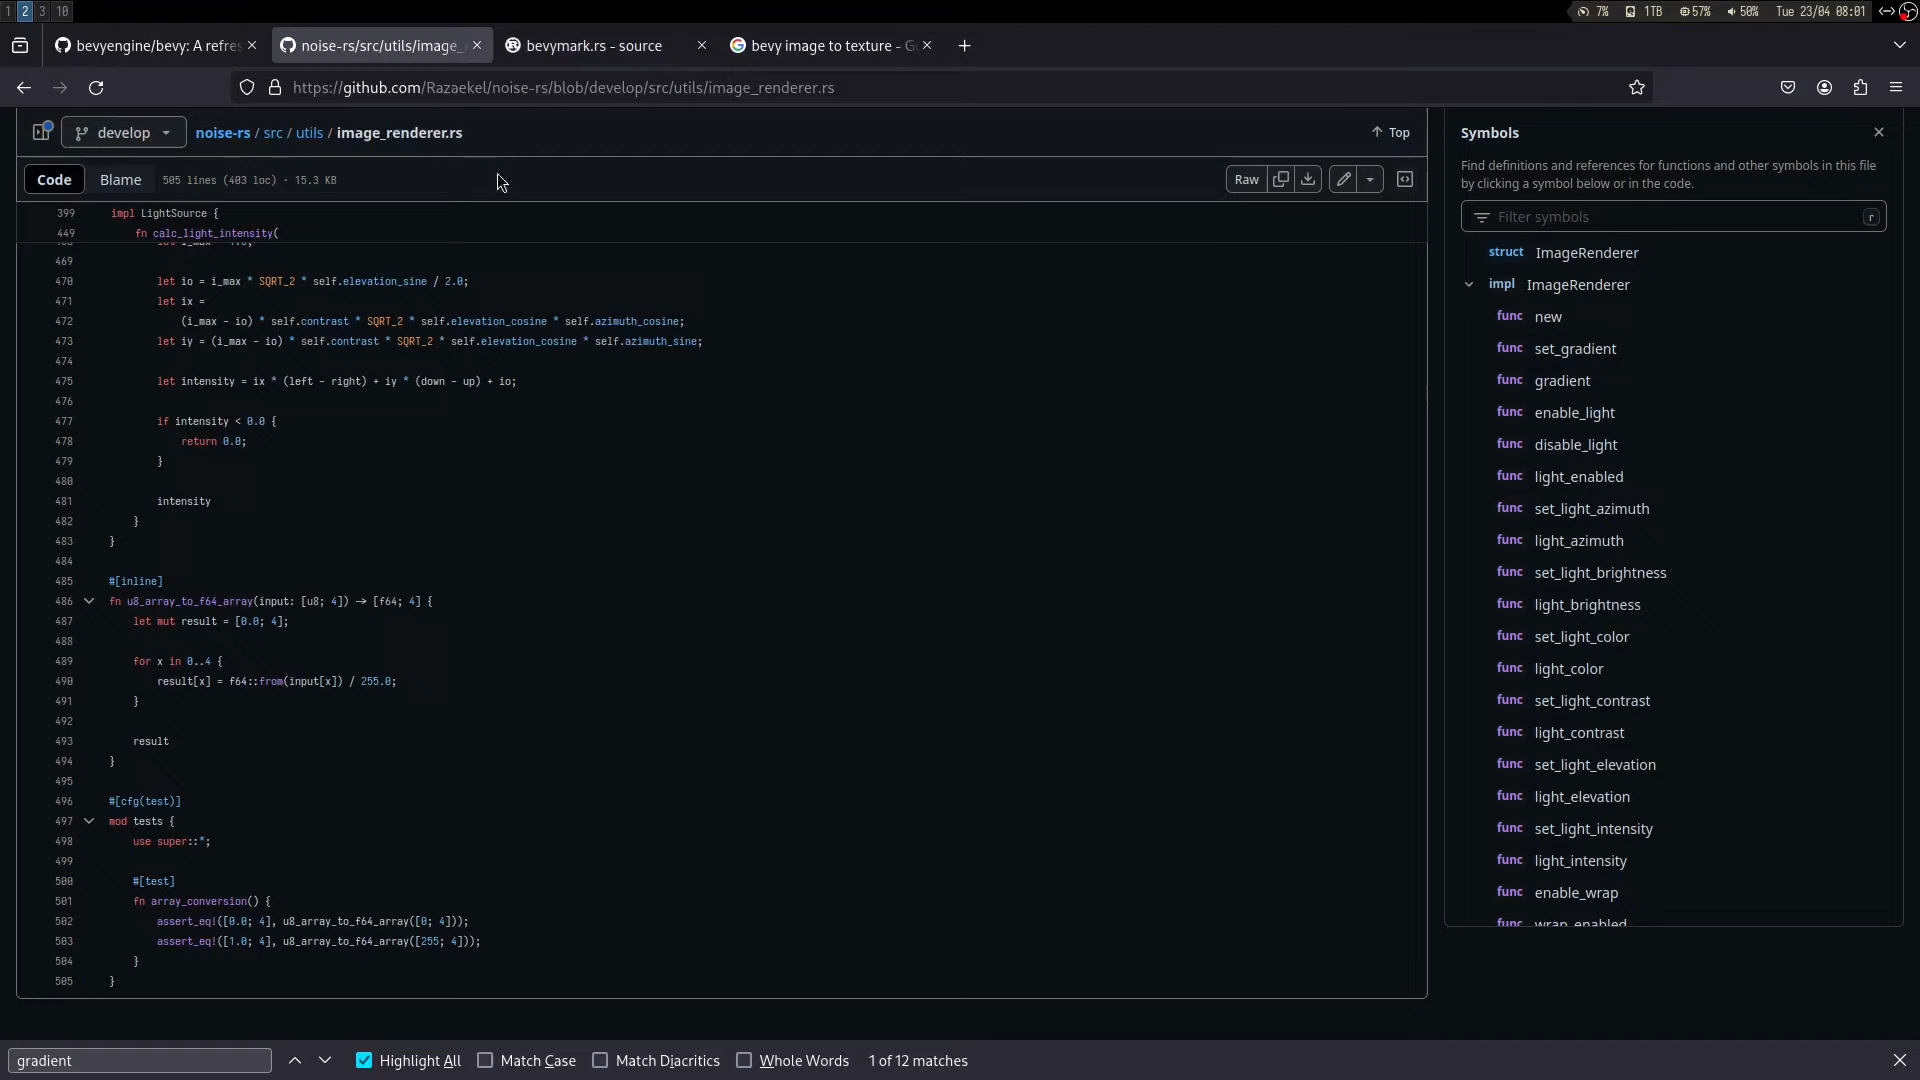 1 2 3 10
7% 1TB 57% 50% Tue 23/04 08:01
bevyengine/bevy: A refres
noise-rs/src/utils/image_
bevymark.rs - source
bevy image to texture - G
https://github.com/Razaekel/noise-rs/blob/develop/src/utils/image_renderer.rs
develop
noise-rs / src / utils / image_renderer.rs
Top
Code Blame 505 lines (403 loc) · 15.3 KB
Raw
399 impl LightSource {
449 fn calc_light_intensity(
469
470 let io = i_max * SQRT_2 * self.elevation_sine / 2.0;
471 let ix =
472 (i_max - io) * self.contrast * SQRT_2 * self.elevation_cosine * self.azimuth_cosine;
473 let iy = (i_max - io) * self.contrast * SQRT_2 * self.elevation_cosine * self.azimuth_sine;
474
475 let intensity = ix * (left - right) + iy * (down - up) + io;
476
477 if intensity < 0.0 {
478 return 0.0;
479 }
480
481 intensity
482 }
483 }
484
485 #[inline]
486 fn u8_array_to_f64_array(input: [u8; 4]) -> [f64; 4] {
487 let mut result = [0.0; 4];
488
489 for x in 0..4 {
490 result[x] = f64::from(input[x]) / 255.0;
491 }
492
493 result
494 }
495
496 #[cfg(test)]
497 mod tests {
498 use super::*;
499
500 #[test]
501 fn array_conversion() {
502 assert_eq!([0.0; 4], u8_array_to_f64_array([0; 4]));
503 assert_eq!([1.0; 4], u8_array_to_f64_array([255; 4]));
504 }
505 }
Symbols
Find definitions and references for functions and other symbols in this file
by clicking a symbol below or in the code.
Filter symbols r
struct ImageRenderer
impl ImageRenderer
func new
func set_gradient
func gradient
func enable_light
func disable_light
func light_enabled
func set_light_azimuth
func light_azimuth
func set_light_brightness
func light_brightness
func set_light_color
func light_color
func set_light_contrast
func light_contrast
func set_light_elevation
func light_elevation
func set_light_intensity
func light_intensity
func enable_wrap
func wrap_enabled
gradient
Highlight All Match Case Match Diacritics Whole Words 1 of 12 matches